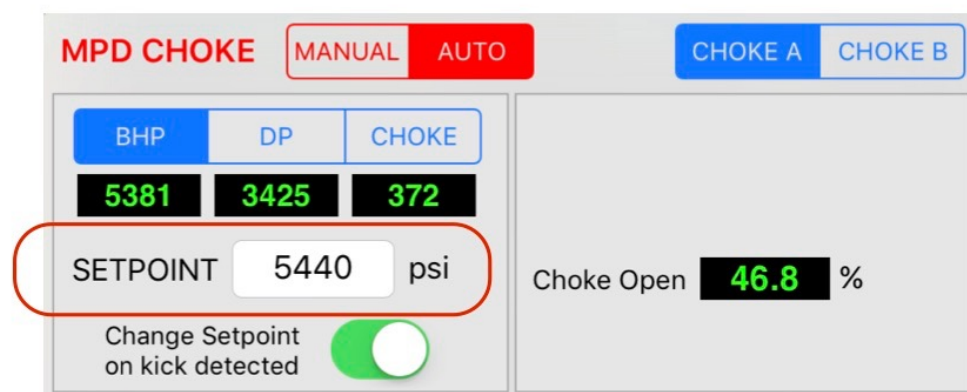 MPD CHOKE MANUAL AUTO CHOKE A CHOKE B
BHP DP CHOKE
5381 3425 372
SETPOINT 5440 psi
Change Setpoint
on kick detected
Choke Open 46.8 %